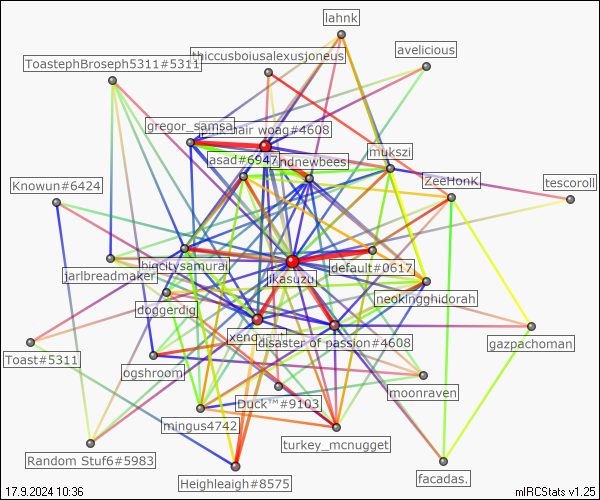 lahnk
avelicious
thiccusboiusalexusjoneus
ToastephBroseph5311#5311
gregor_samsa
hair woag#4608
mukszi
asad#6947
ndnewbees
ZeeHonK
tescoroll
Knowun#6424
bigcitysamurai
jarlbreadmaker
jkasuzu
default#0617
neokingghidorah
doggerdig
disaster of passion#4608
gazpachoman
Toast#5311
ogshroom
moonraven
Duck™#9103
mingus4742
turkey_mcnugget
Random Stuf6#5983
Heighleaigh#8575
facadas.
17.9.2024 10:36
mIRCStats v1.25